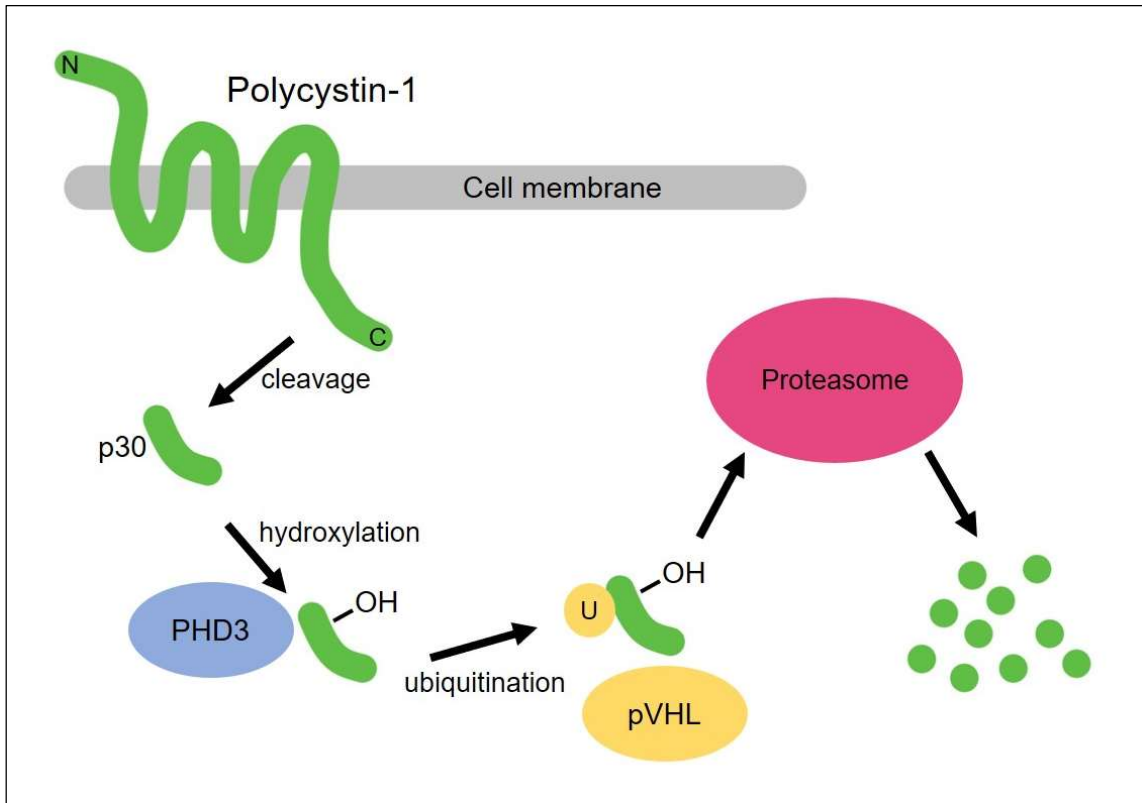 N
Polycystin-1
Cell membrane
C
cleavage
Proteasome
p30
hydroxylation
OH
PHD3
OH
U
ubiquitination
pVHL